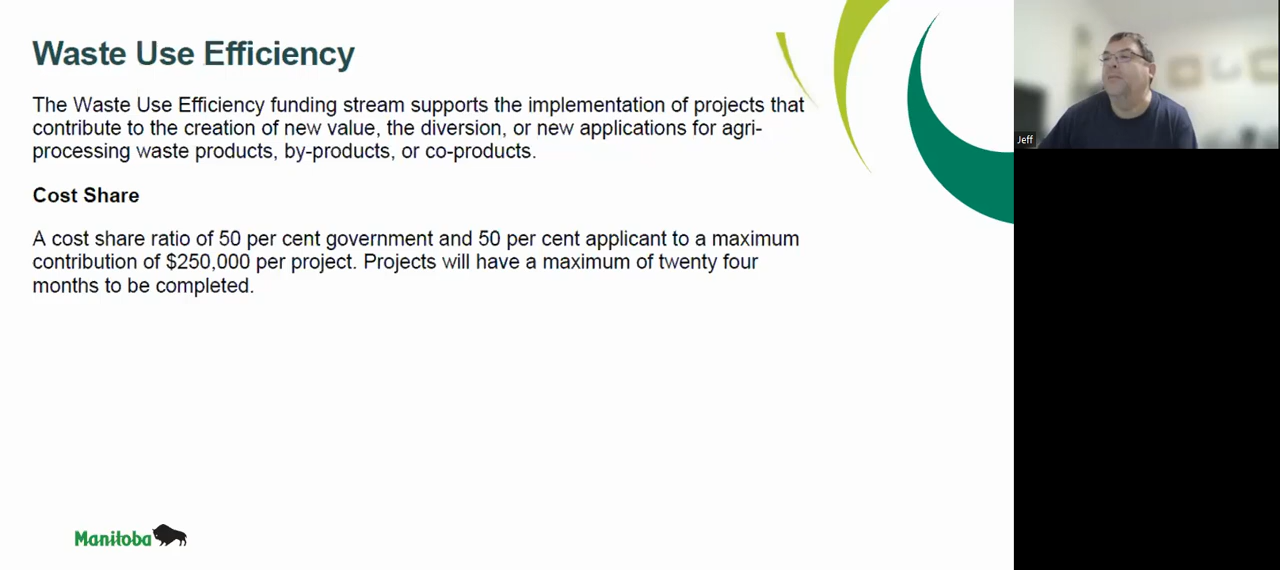 Waste Use Efficiency
The Waste Use Efficiency funding stream supports the implementation of projects that
contribute to the creation of new value, the diversion, or new applications for agri-
processing waste products, by-products, or co-products.
Cost Share
A cost share ratio of 50 per cent government and 50 per cent applicant to a maximum
contribution of $250,000 per project. Projects will have a maximum of twenty four
months to be completed.
Manitoba
Jeff